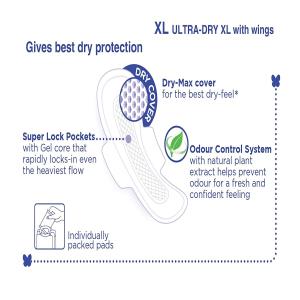 XL ULTRA-DRY XL with wings
Gives best dry protection
DRY COVER
Dry-Max cover
for the best dry-feel*
Super Lock Pockets
with Gel core that
rapidly locks-in even
the heaviest flow
Odour Control System
with natural plant
extract helps prevent
odour for a fresh and
confident feeling
Individually
packed pads